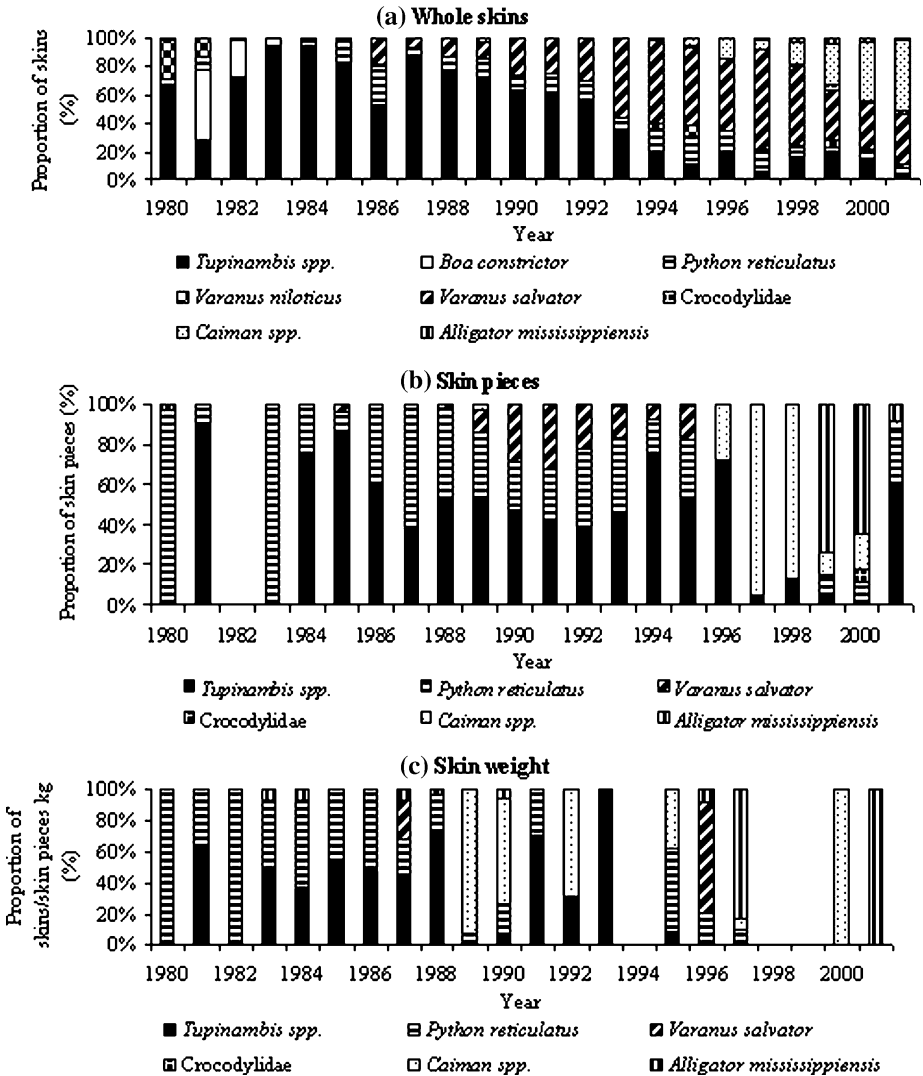 (a) Whole skins
Proportion of skins
(%)
100%
80%
60%
40%
20%
0%
1980 1982 1984 1986 1988 1990 1992 1994 1996 1998 2000
Year
Tupinambis spp. Boa constrictor Python reticulatus
Varanus niloticus Varanus salvator Crocodylidae
Caiman spp. Alligator mississippiensis
(b) Skin pieces
Proportion of skin pieces (%)
100%
80%
60%
40%
20%
0%
1980 1982 1984 1986 1988 1990 1992 1994 1996 1998 2000
Year
Tupinambis spp. Python reticulatus Varanus salvator
Crocodylidae Caiman spp. Alligator mississippiensis
(c) Skin weight
Proportion of
skins/skin pieces kg
(%)
100%
80%
60%
40%
20%
0%
1980 1982 1984 1986 1988 1990 1992 1994 1996 1998 2000
Year
Tupinambis spp. Python reticulatus Varanus salvator
Crocodylidae Caiman spp. Alligator mississippiensis